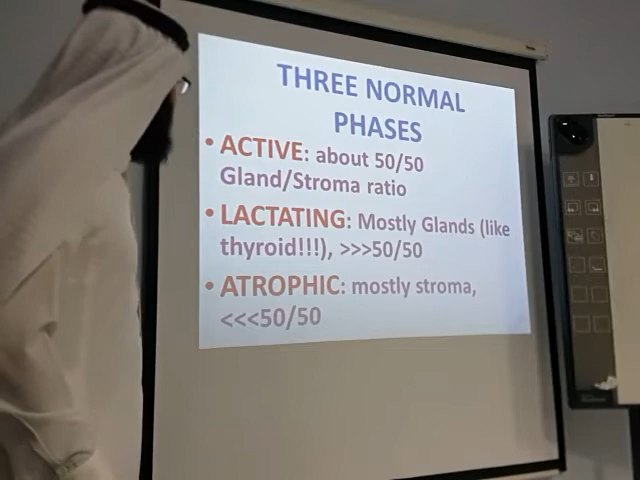 THREE NORMAL
PHASES
• ACTIVE: about 50/50
Gland/Stroma ratio
• LACTATING: Mostly Glands (like
thyroid!!!), >>>50/50
• ATROPHIC: mostly stroma,
<<<50/50